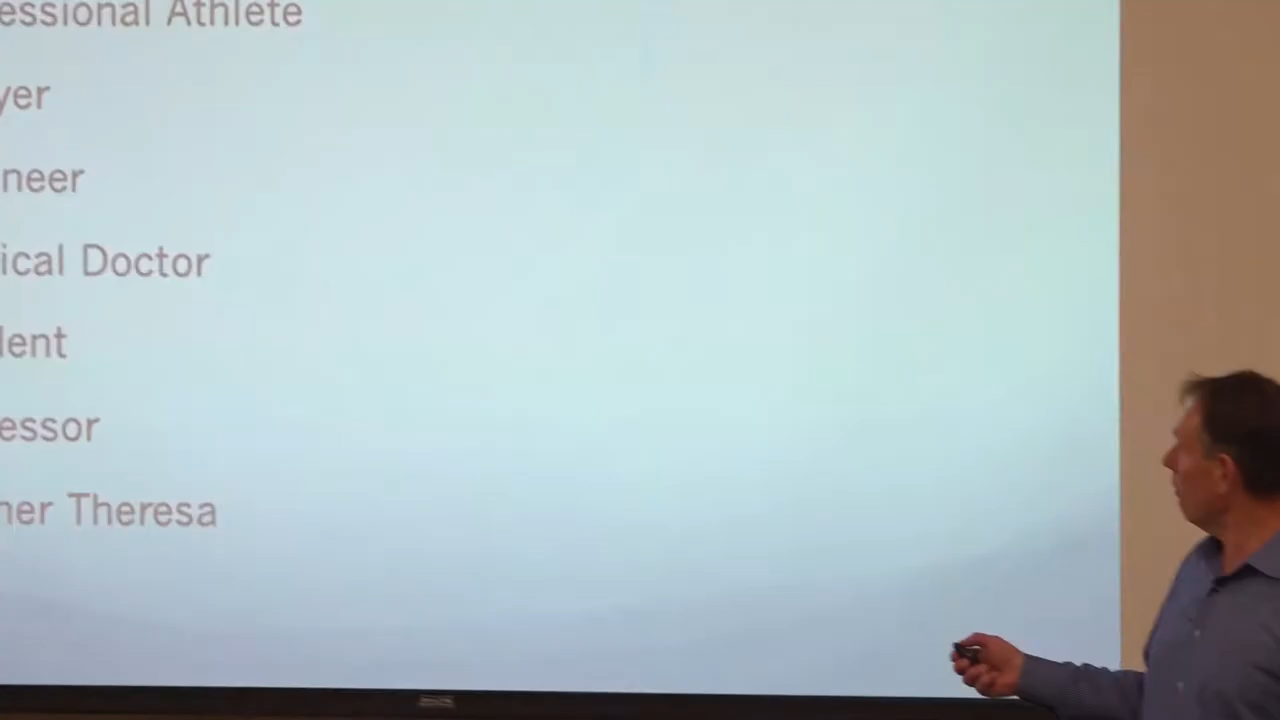 essional Athlete
yer
neer
ical Doctor
lent
essor
her Theresa